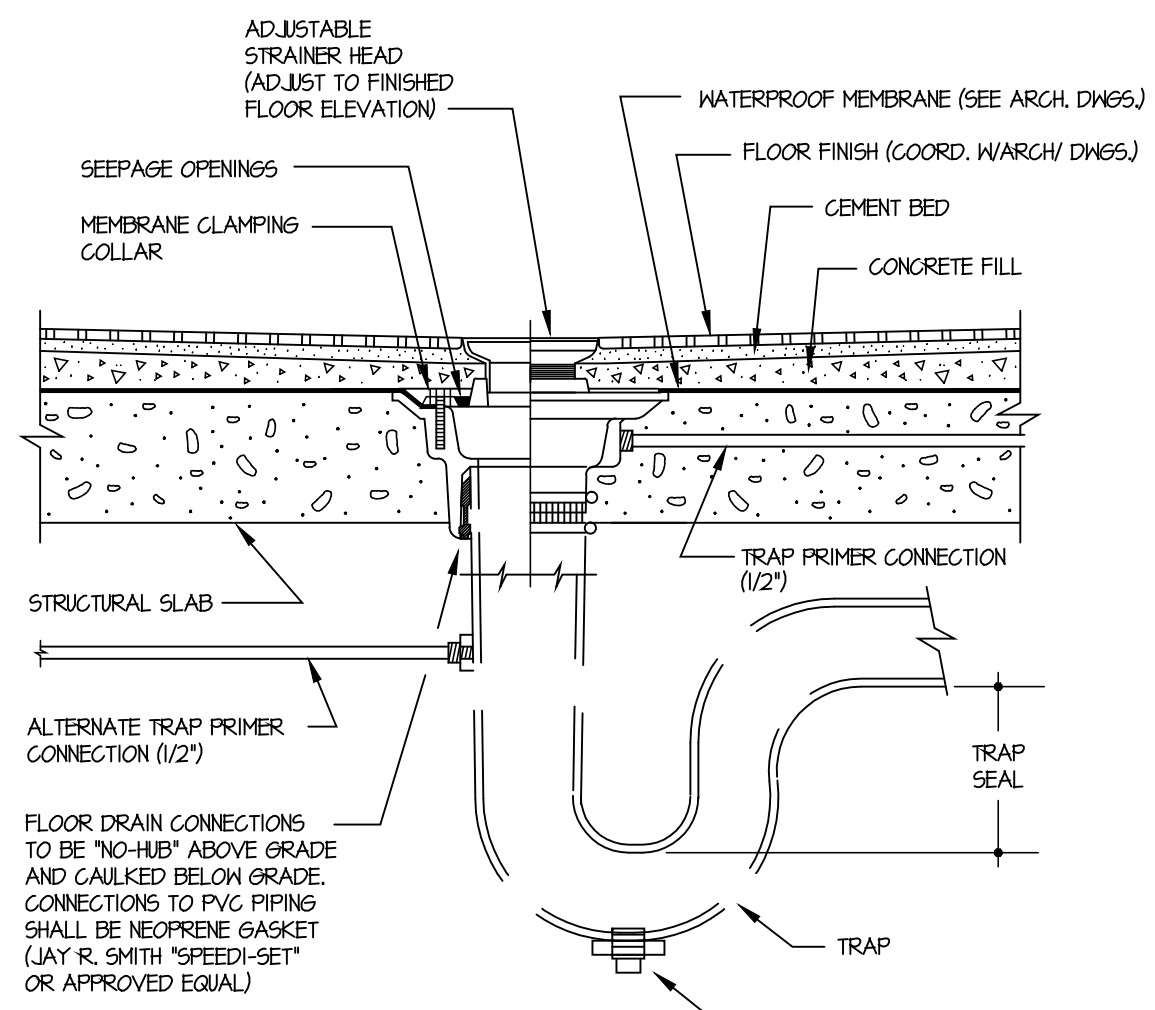 ADJUSTABLE
STRAINER HEAD
(ADJUST TO FINISHED
FLOOR ELEVATION)
WATERPROOF MEMBRANE (SEE ARCH. DWGS.)
FLOOR FINISH (COORD. W/ARCH/ DWGS.)
SEEPAGE OPENINGS
CEMENT BED
MEMBRANE CLAMPING
COLLAR
CONCRETE FILL
TRAP PRIMER CONNECTION
(1/2")
STRUCTURAL SLAB
ALTERNATE TRAP PRIMER
CONNECTION (1/2")
TRAP
SEAL
FLOOR DRAIN CONNECTIONS
TO BE "NO-HUB" ABOVE GRADE
AND CAULKED BELOW GRADE.
CONNECTIONS TO PVC PIPING
SHALL BE NEOPRENE GASKET
(JAY R. SMITH "SPEEDI-SET"
OR APPROVED EQUAL)
TRAP